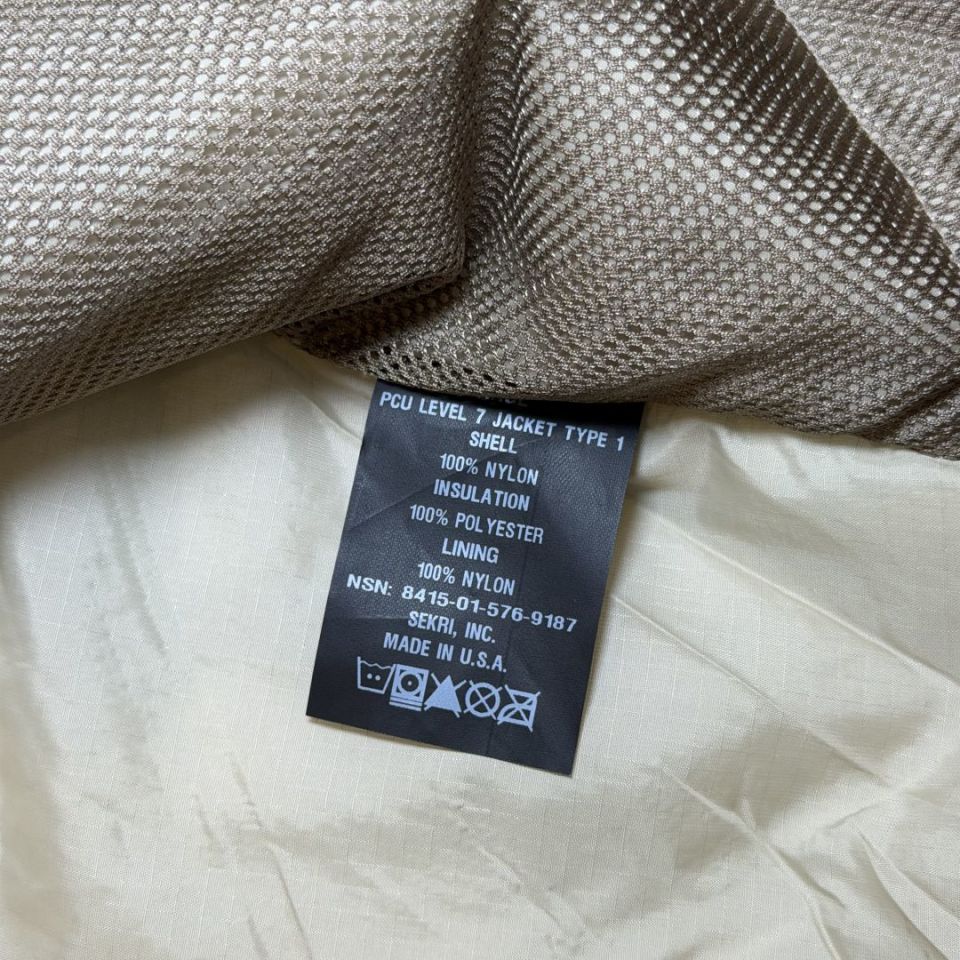 PCU LEVEL 7 JACKET TYPE 1
SHELL
100% NYLON
INSULATION
100% POLYESTER
LINING
100% NYLON
NSN: 8415-01-576-9187
SEKRI, INC.
MADE IN U.S.A.